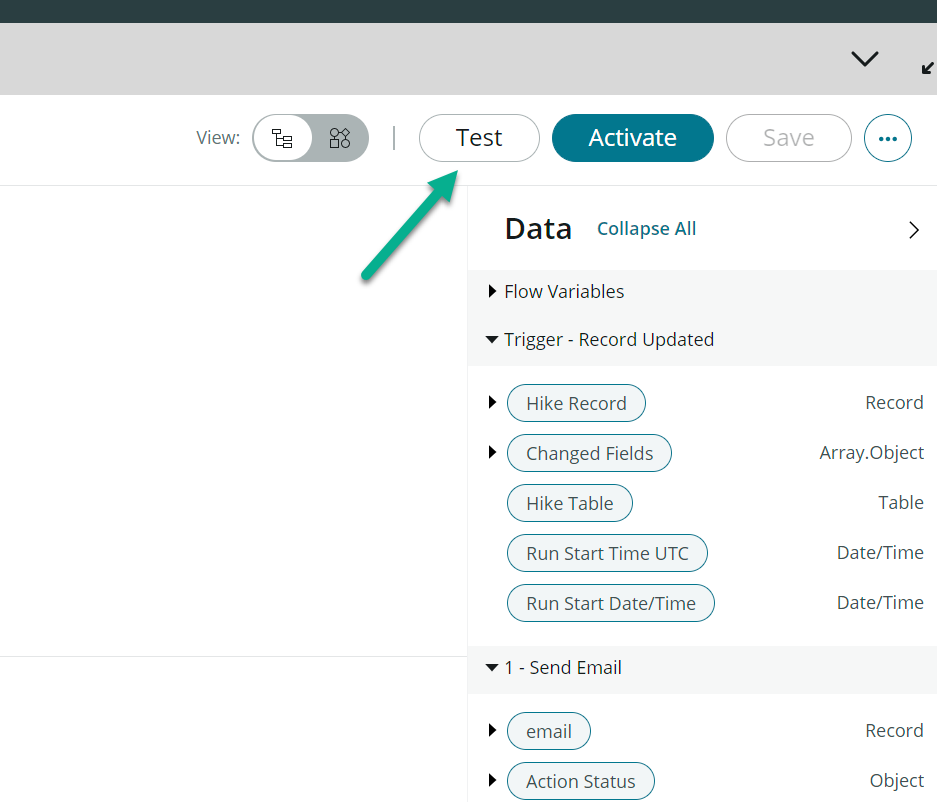 View:
Test
Activate
Save
Data
Collapse All
Flow Variables
Trigger - Record Updated
Hike Record
Record
Changed Fields
Array.Object
Hike Table
Table
Run Start Time UTC
Date/Time
Run Start Date/Time
Date/Time
1 - Send Email
email
Record
Action Status
Object